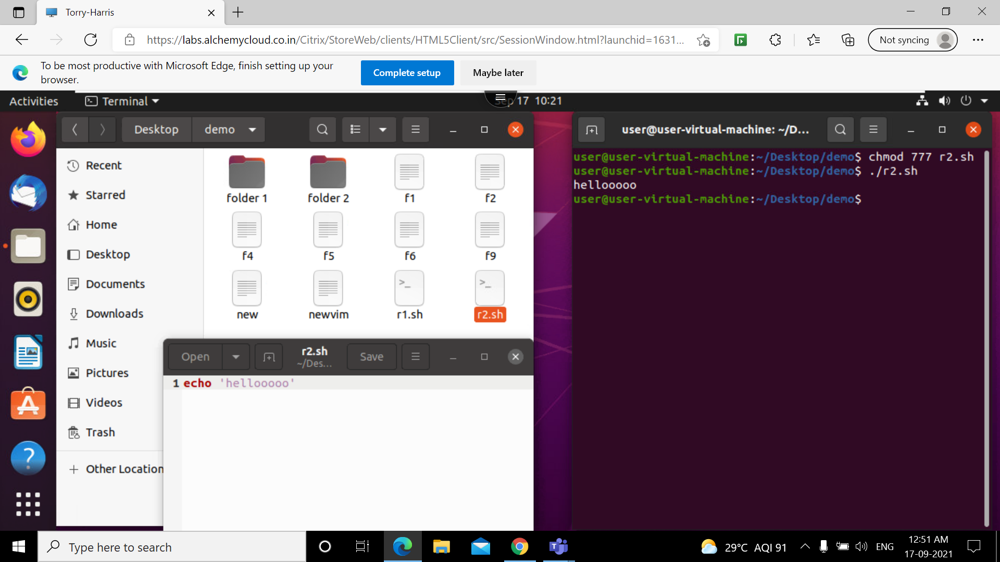 Torry-Harris
https://labs.alchemycloud.co.in/Citrix/StoreWeb/clients/HTML5Client/src/SessionWindow.html?launchid=1631...
Not syncing
To be most productive with Microsoft Edge, finish setting up your
browser.
Complete setup
Maybe later
Activities
Terminal
Sep 17 10:21
Desktop
demo
user@user-virtual-machine: ~/D...
Recent
Starred
Home
Desktop
Documents
Downloads
Music
Pictures
Videos
Trash
Other Location
folder 1
folder 2
f1
f2
f4
f5
f6
f9
new
newvim
>_
>_
r1.sh
r2.sh
Open
r2.sh
~/Des...
Save
1 echo 'hellooooo'
user@user-virtual-machine:~/Desktop/demo$ chmod 777 r2.sh
user@user-virtual-machine:~/Desktop/demo$ ./r2.sh
hellooooo
user@user-virtual-machine:~/Desktop/demo$
Type here to search
29°C AQI 91
ENG
12:51 AM
17-09-2021